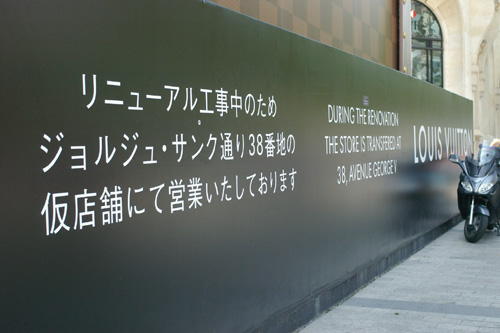 リニューアル工事中のため
ジョルジュ・サンク通り38番地の
仮店舗にて営業いたしております
DURING THE RENOVATION
THE STORE IS TRANSFERED AT
38, AVENUE GEORGE V
LOUIS VUITTON